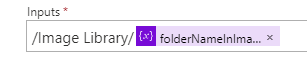 Inputs *
/Image Library/ {x} folderNameInIma... ×